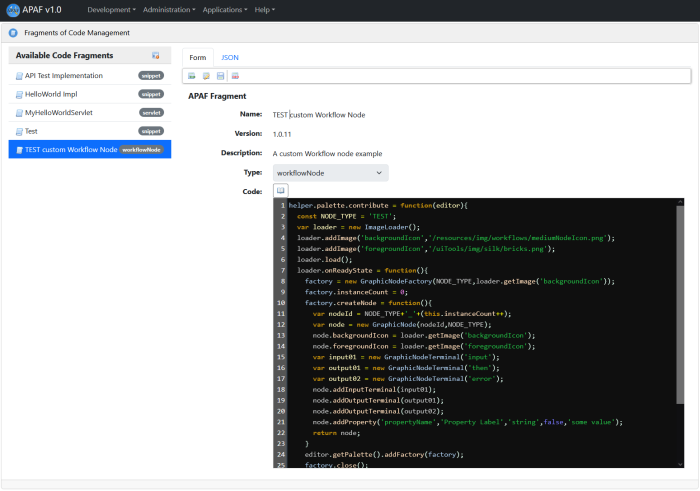 APAF v1.0 Development Administration Applications Help
Fragments of Code Management
Available Code Fragments
API Test Implementation snippet
HelloWorld Impl snippet
MyHelloWorldServlet servlet
Test snippet
TEST custom Workflow Node workflowNode
Form JSON
APAF Fragment
Name: TEST custom Workflow Node
Version: 1.0.11
Description: A custom Workflow node example
Type: workflowNode
Code:
1 helper.palette.contribute = function(editor){
2 const NODE_TYPE = 'TEST';
3 var loader = new ImageLoader();
4 loader.addImage('backgroundIcon','/resources/img/workflows/mediumNodeIcon.png');
5 loader.addImage('foregroundIcon','/uiTools/img/silk/bricks.png');
6 loader.load();
7 loader.onReadyState = function(){
8 factory = new GraphicNodeFactory(NODE_TYPE,loader.getImage('backgroundIcon'));
9 factory.instanceCount = 0;
10 factory.createNode = function(){
11 var nodeId = NODE_TYPE+'_'+(this.instanceCount++);
12 var node = new GraphicNode(nodeId,NODE_TYPE);
13 node.backgroundIcon = loader.getImage('backgroundIcon');
14 node.foregroundIcon = loader.getImage('foregroundIcon');
15 var input01 = new GraphicNodeTerminal('input');
16 var output01 = new GraphicNodeTerminal('then');
17 var output02 = new GraphicNodeTerminal("error");
18 node.addInputTerminal(input01);
19 node.addOutputTerminal(output01);
20 node.addOutputTerminal(output02);
21 node.addProperty('propertyName','Property Label','string',false,'some value');
22 return node;
23 }
24 editor.getPalette().addFactory(factory);
25 factory.close();